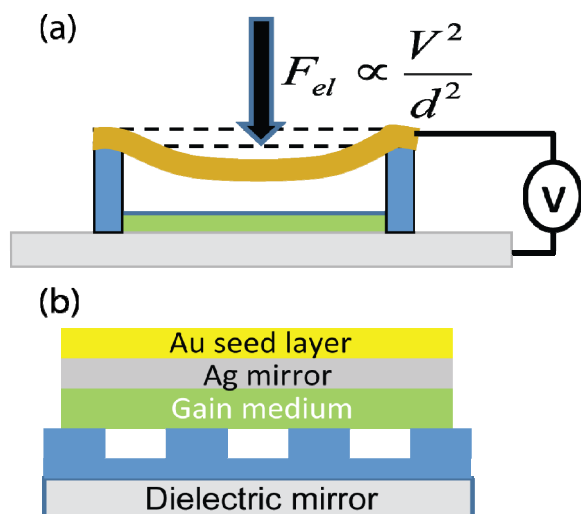 (a)
F_el ∝ V²/d²
V
(b)
Au seed layer
Ag mirror
Gain medium
Dielectric mirror